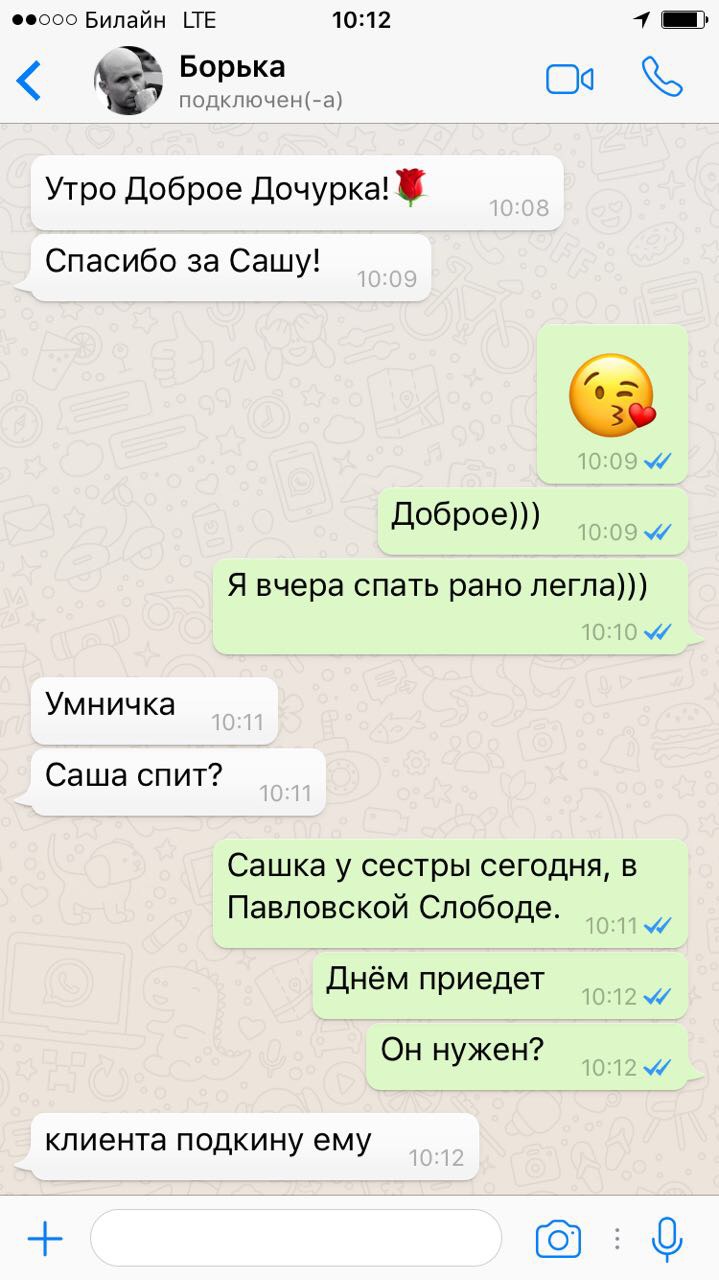 Билайн LTE 10:12
Борька
подключен(-а)
Утро Доброе Дочурка!🌹
10:08
Спасибо за Сашу!
10:09
😘
10:09
Доброе)))
10:09
Я вчера спать рано легла)))
10:10
Умничка
10:11
Саша спит?
10:11
Сашка у сестры сегодня, в
Павловской Слободе.
10:11
Днём приедет
10:12
Он нужен?
10:12
клиента подкину ему
10:12